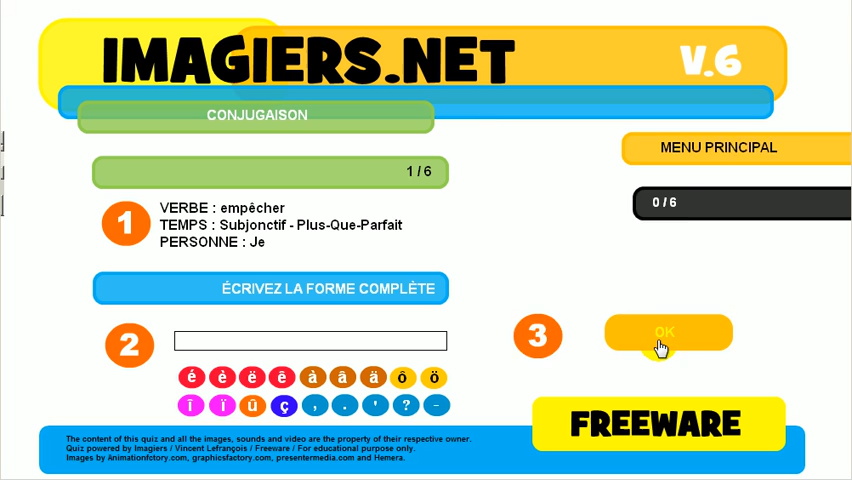 IMAGIERS.NET
V.6
CONJUGAISON
MENU PRINCIPAL
1 / 6
0 / 6
1
VERBE : empêcher
TEMPS : Subjonctif - Plus-Que-Parfait
PERSONNE : Je
ÉCRIVEZ LA FORME COMPLÈTE
2
3
OK
é è ë ê à â ä ô ö
î ï û ç , . ' ? -
FREEWARE
The content of this quiz and all the images, sounds and video are the property of their respective owner.
Quiz powered by Imagiers / Vincent Lefrançois / Freeware / For educational purpose only.
Images by Animationfctory.com, graphicsfactory.com, presentermedia.com and Hemera.